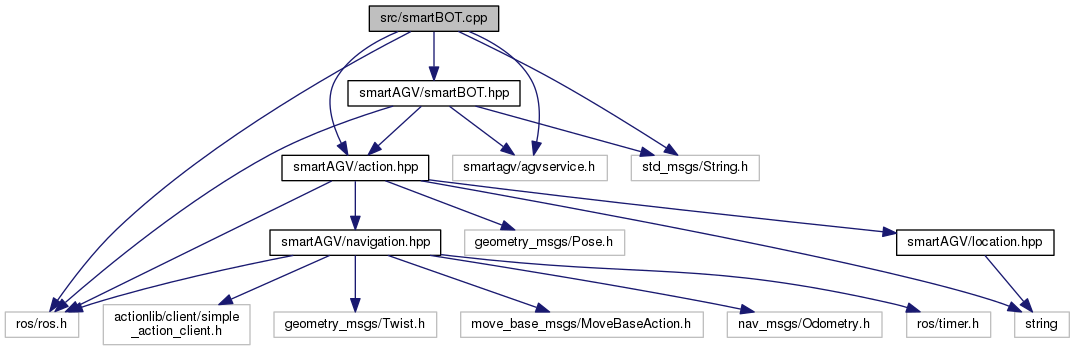 src/smartBOT.cpp
smartAGV/smartBOT.hpp
smartAGV/action.hpp
smartagv/agvservice.h
std_msgs/String.h
smartAGV/navigation.hpp
geometry_msgs/Pose.h
smartAGV/location.hpp
ros/ros.h
actionlib/client/simple
_action_client.h
geometry_msgs/Twist.h
move_base_msgs/MoveBaseAction.h
nav_msgs/Odometry.h
ros/timer.h
string